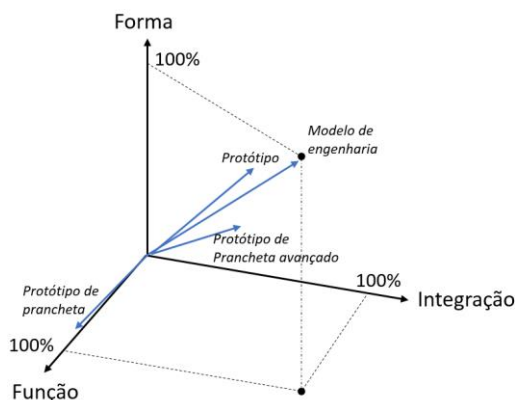 Forma
100%
Modelo de
engenharia
Protótipo
Protótipo de
Prancheta avançado
100%
Integração
Protótipo de
prancheta
100%
Função